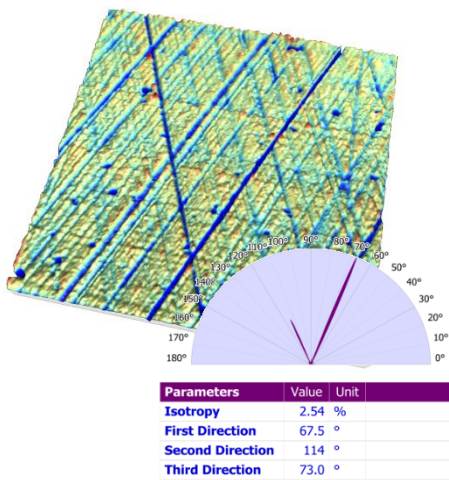 90°
100° 80°
110° 70°
120° 60°
130° 50°
140° 40°
150° 30°
160° 20°
170° 10°
180° 0°
Parameters Value Unit
Isotropy 2.54 %
First Direction 67.5 °
Second Direction 114 °
Third Direction 73.0 °